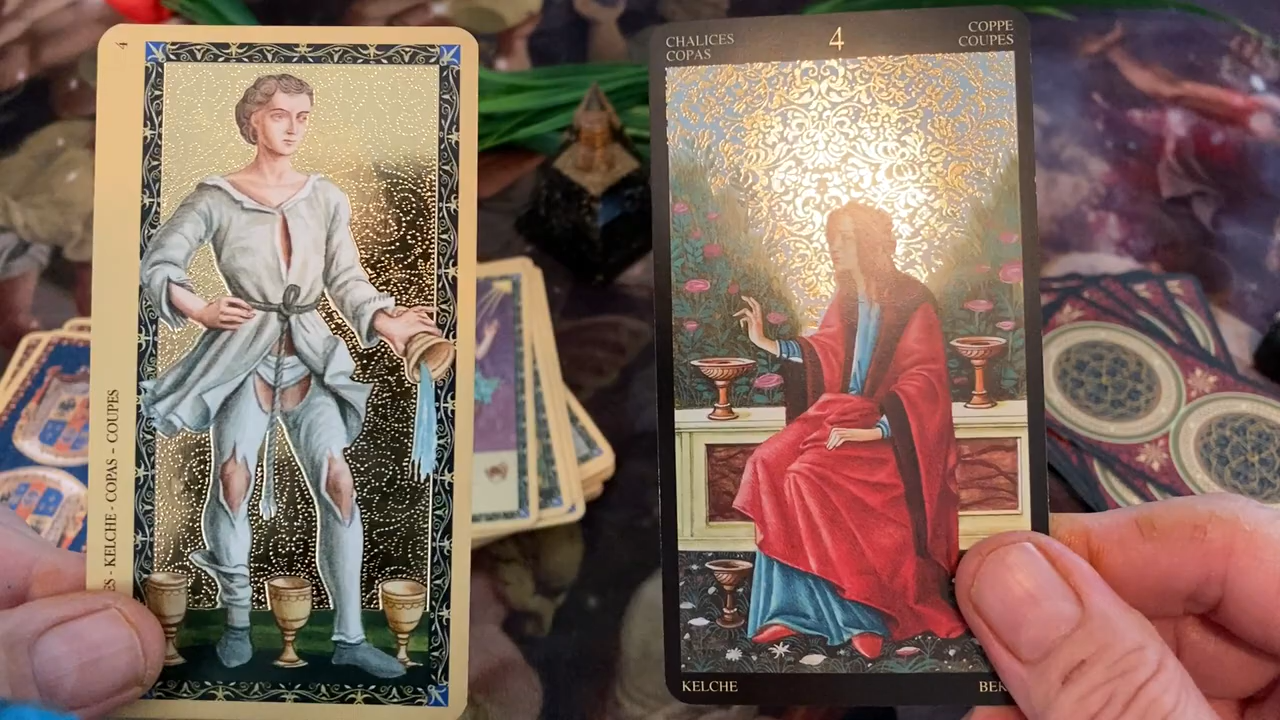 4
ES - KELCHE - COPAS - COUPES
CHALICES
COPAS
4
COPPE
COUPES
KELCHE